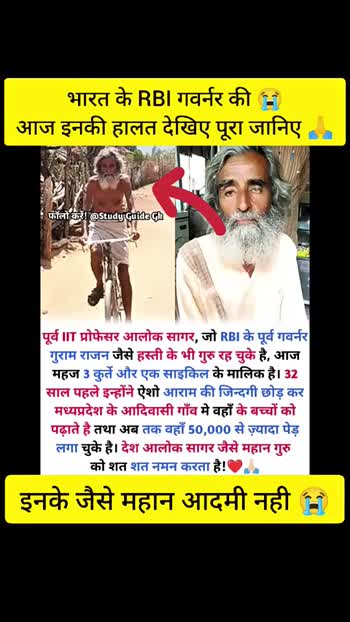 भारत के RBI गवर्नर की 😭
आज इनकी हालत देखिए पूरा जानिए 🙏
फॉलो करें! @Study Guide Gk
पूर्व IIT प्रोफेसर आलोक सागर, जो RBI के पूर्व गवर्नर
गुराम राजन जैसे हस्ती के भी गुरु रह चुके है, आज
महज 3 कुर्ते और एक साइकिल के मालिक है। 32
साल पहले इन्होंने ऐशो आराम की जिन्दगी छोड़ कर
मध्यप्रदेश के आदिवासी गाँव मे वहाँ के बच्चों को
पढ़ाते है तथा अब तक वहाँ 50,000 से ज़्यादा पेड़
लगा चुके है। देश आलोक सागर जैसे महान गुरु
को शत शत नमन करता है!❤️🙏🏻
इनके जैसे महान आदमी नही 😭